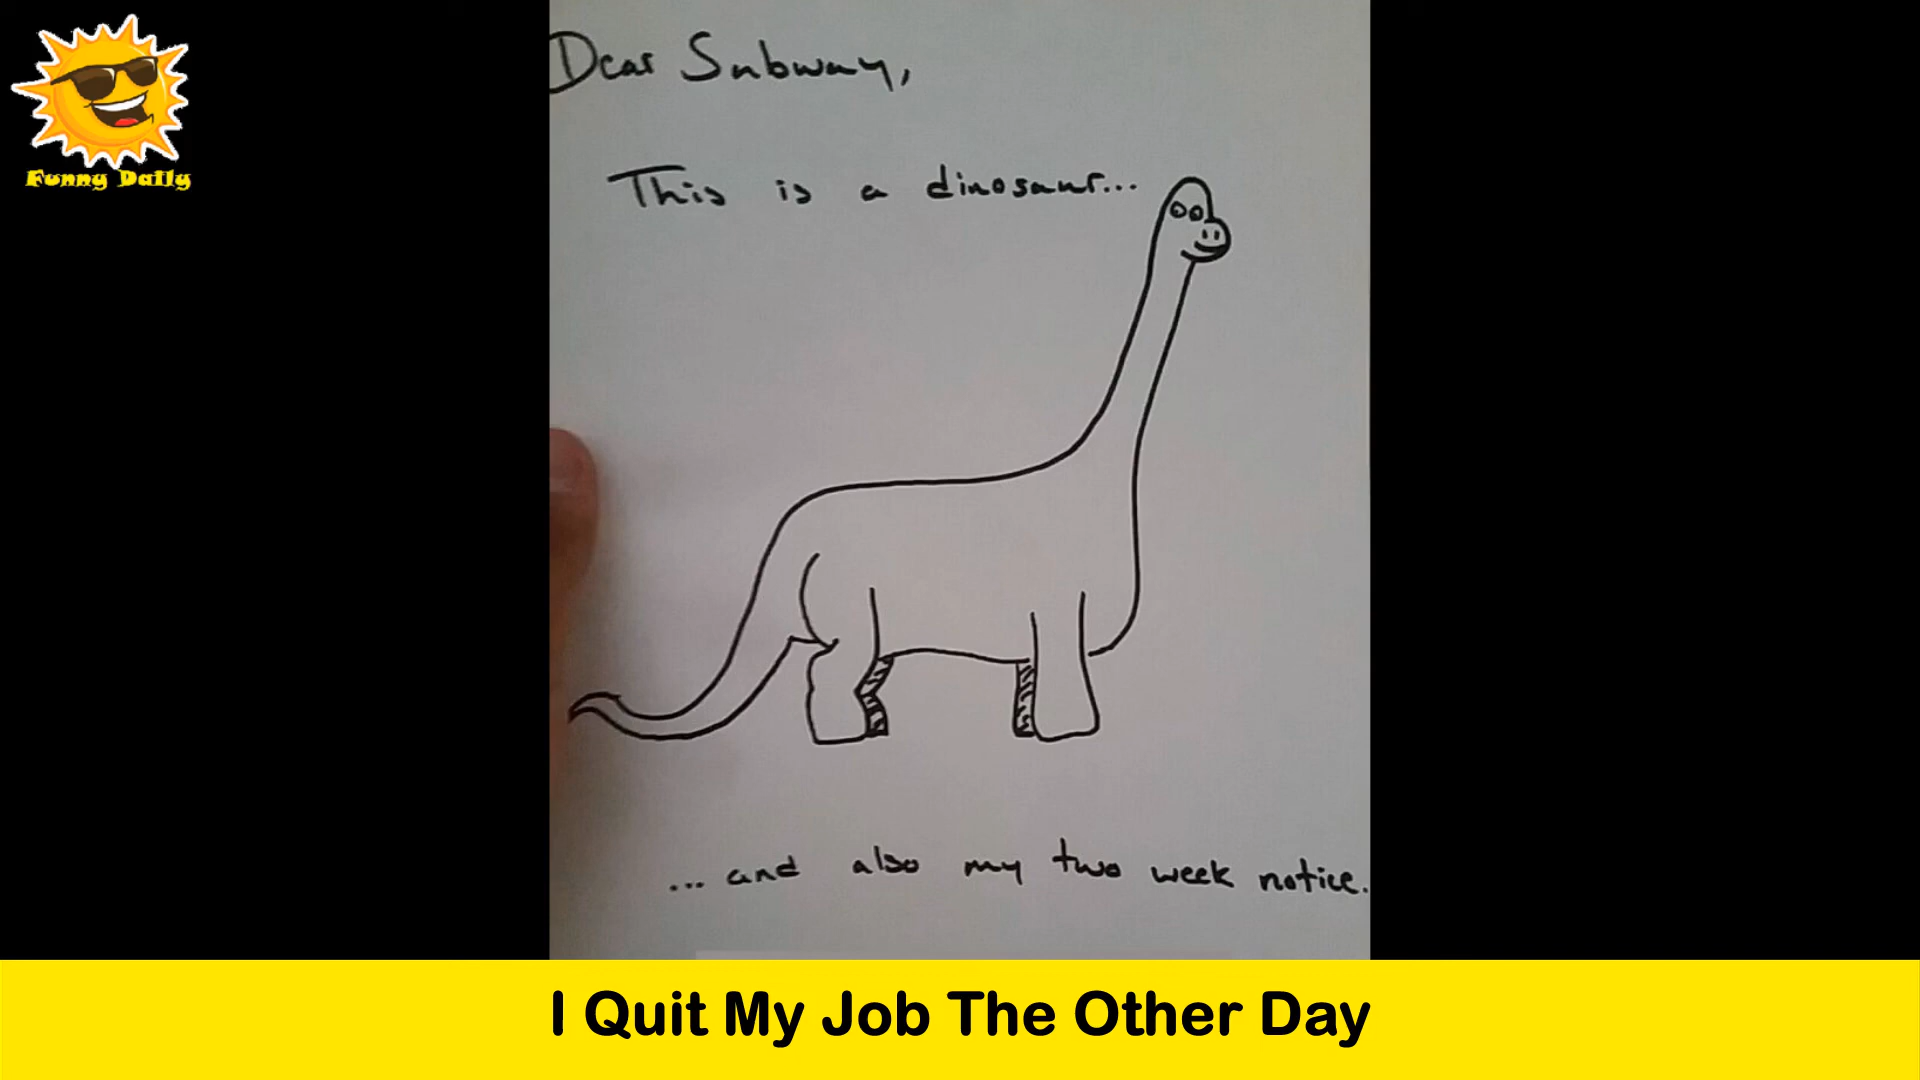 Funny Daily
Dear Subway,
This is a dinosaur...
...and also my two week notice.
I Quit My Job The Other Day